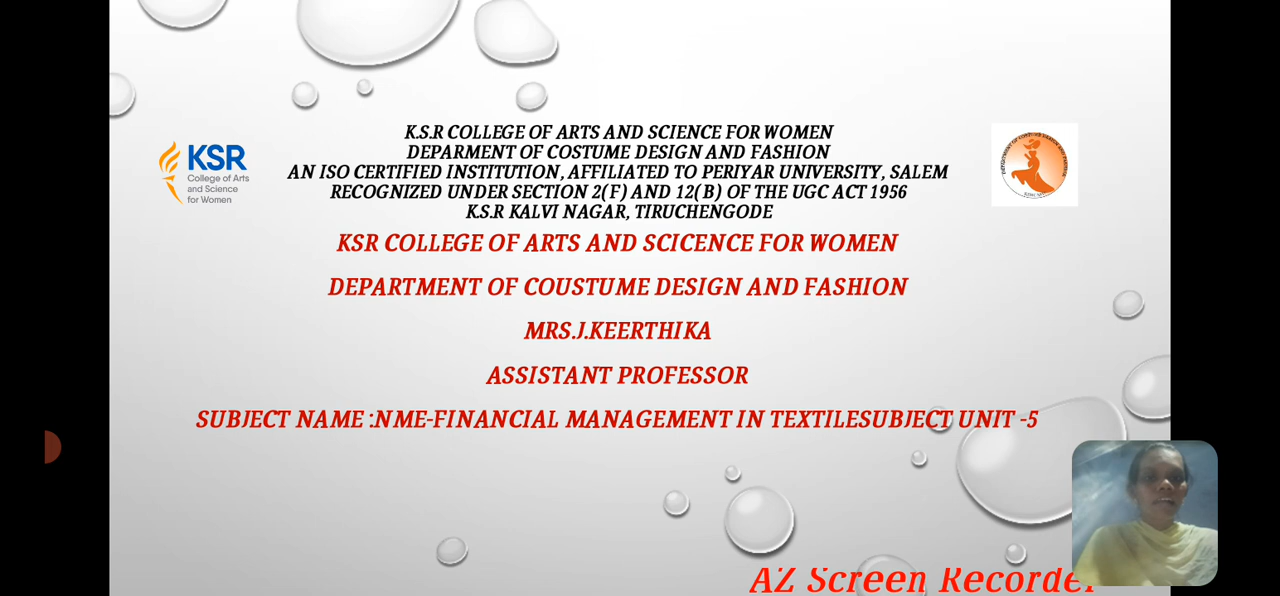 K.S.R COLLEGE OF ARTS AND SCIENCE FOR WOMEN
DEPARMENT OF COSTUME DESIGN AND FASHION
AN ISO CERTIFIED INSTITUTION, AFFILIATED TO PERIYAR UNIVERSITY, SALEM
RECOGNIZED UNDER SECTION 2(F) AND 12(B) OF THE UGC ACT 1956
K.S.R KALVI NAGAR, TIRUCHENGODE
KSR
College of Arts
and Science
for Women
KSR COLLEGE OF ARTS AND SCICENCE FOR WOMEN
DEPARTMENT OF COUSTUME DESIGN AND FASHION
MRS.J.KEERTHIKA
ASSISTANT PROFESSOR
SUBJECT NAME :NME-FINANCIAL MANAGEMENT IN TEXTILESUBJECT UNIT -5
AZ Screen Recorder